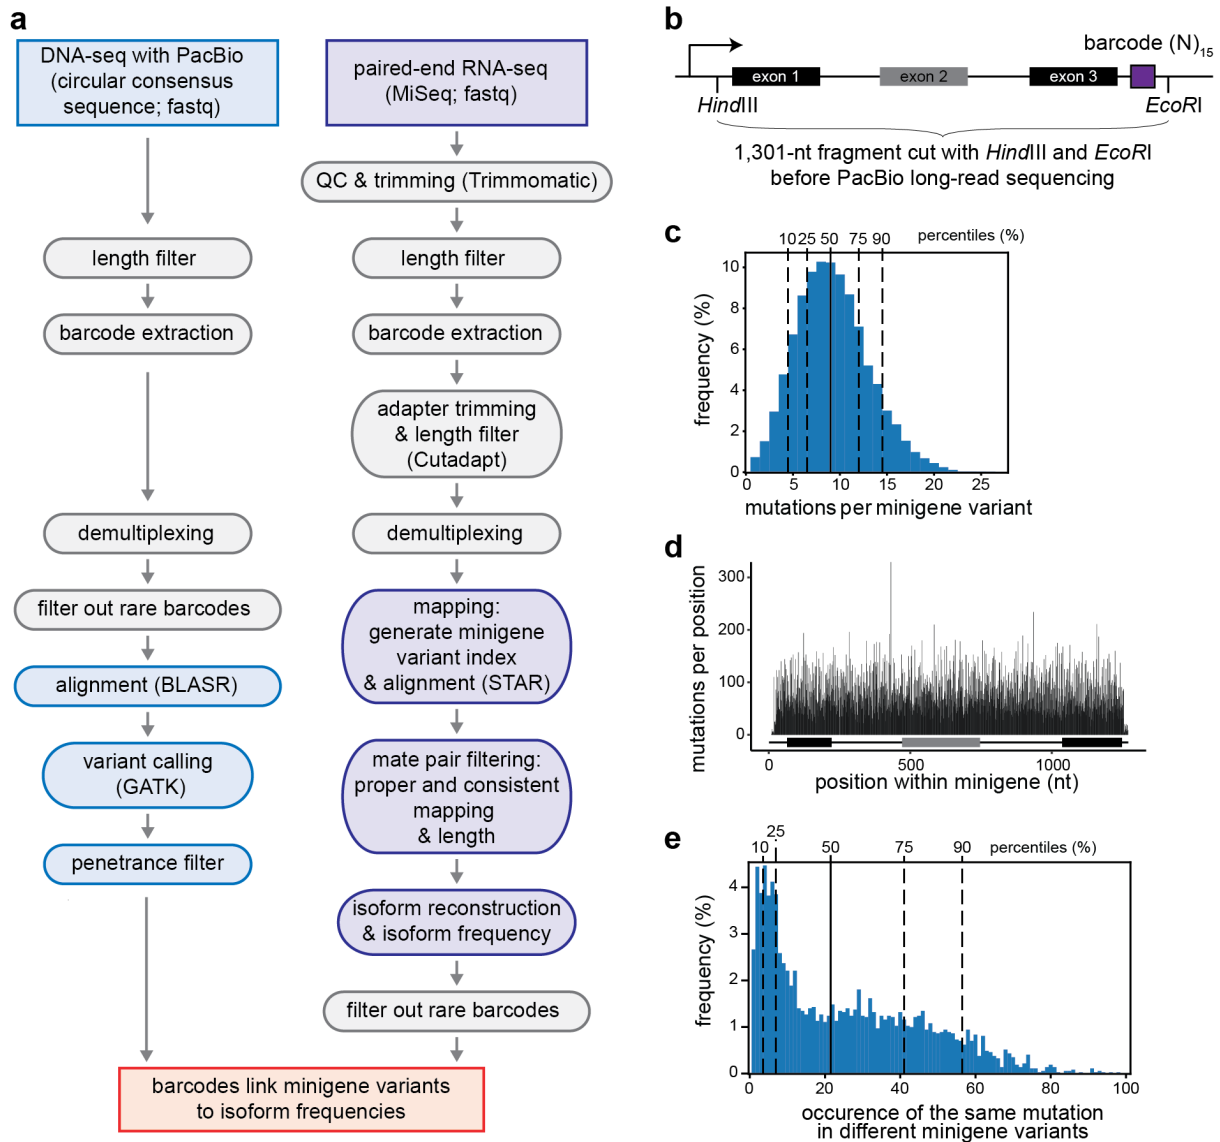 a
DNA-seq with PacBio
(circular consensus
sequence; fastq)
length filter
barcode extraction
demultiplexing
filter out rare barcodes
alignment (BLASR)
variant calling
(GATK)
penetrance filter
paired-end RNA-seq
(MiSeq; fastq)
QC & trimming (Trimmomatic)
length filter
barcode extraction
adapter trimming
& length filter
(Cutadapt)
demultiplexing
mapping:
generate minigene
variant index
& alignment (STAR)
mate pair filtering:
proper and consistent
mapping
& length
isoform reconstruction
& isoform frequency
filter out rare barcodes
barcodes link minigene variants
to isoform frequencies
b
barcode (N)15
exon 1 exon 2 exon 3
HindIII EcoRI
1,301-nt fragment cut with HindIII and EcoRI
before PacBio long-read sequencing
c
10 25 50 75 90 percentiles (%)
frequency (%)
10
8
6
4
2
0
0 5 10 15 20 25
mutations per minigene variant
d
mutations per position
300
200
100
0
0 500 1000
position within minigene (nt)
e
10 25 50 75 90 percentiles (%)
frequency (%)
4
3
2
1
0
0 20 40 60 80 100
occurence of the same mutation
in different minigene variants